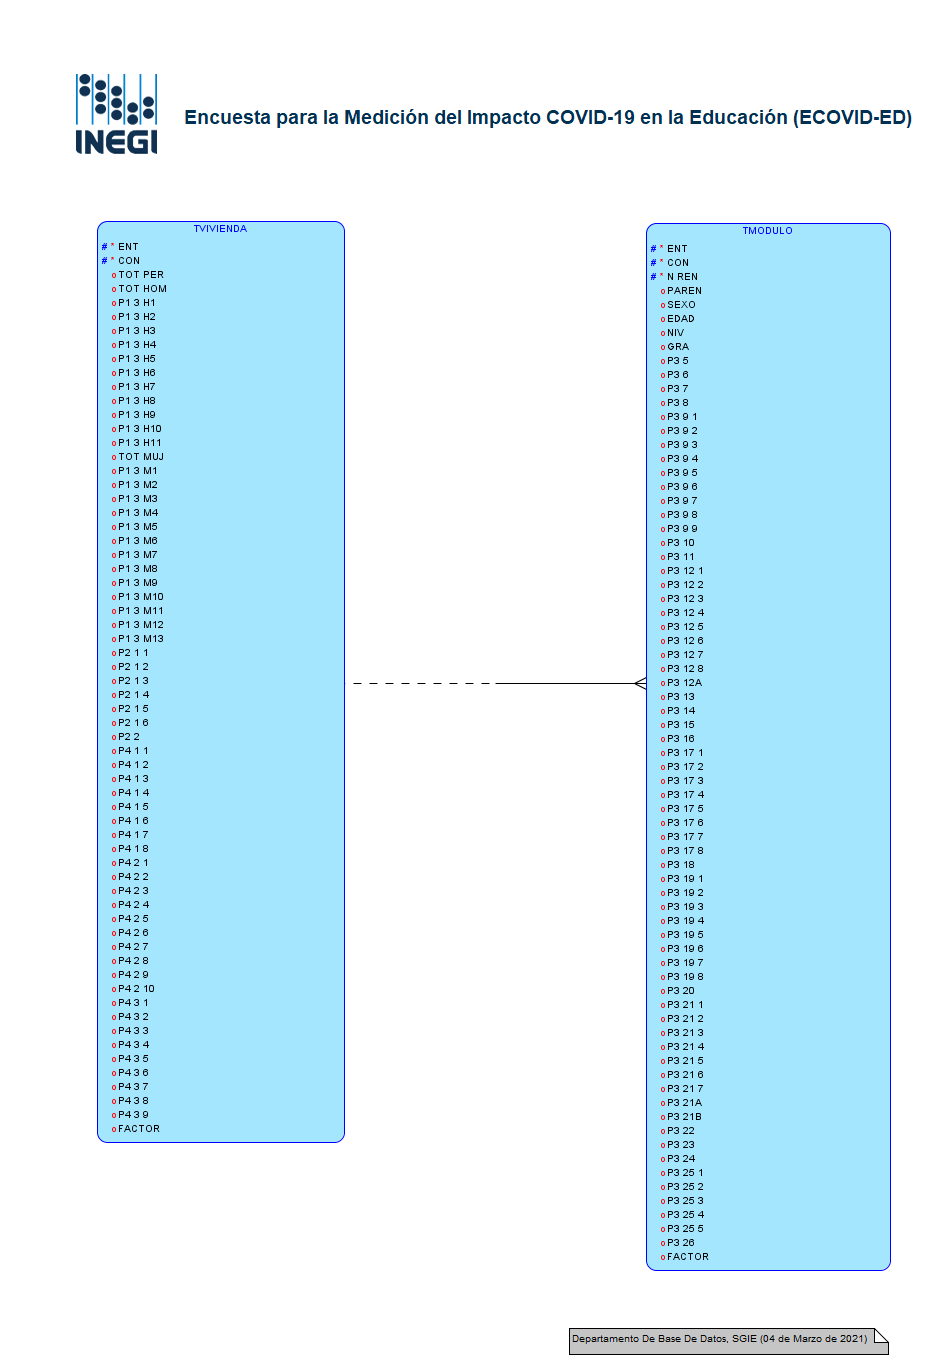 INEGI
Encuesta para la Medición del Impacto COVID-19 en la Educación (ECOVID-ED)
TVIVIENDA
# * ENT
# * CON
o TOT PER
o TOT HOM
o P1 3 H1
o P1 3 H2
o P1 3 H3
o P1 3 H4
o P1 3 H5
o P1 3 H6
o P1 3 H7
o P1 3 H8
o P1 3 H9
o P1 3 H10
o P1 3 H11
o TOT MUJ
o P1 3 M1
o P1 3 M2
o P1 3 M3
o P1 3 M4
o P1 3 M5
o P1 3 M6
o P1 3 M7
o P1 3 M8
o P1 3 M9
o P1 3 M10
o P1 3 M11
o P1 3 M12
o P1 3 M13
o P2 1 1
o P2 1 2
o P2 1 3
o P2 1 4
o P2 1 5
o P2 1 6
o P2 2
o P4 1 1
o P4 1 2
o P4 1 3
o P4 1 4
o P4 1 5
o P4 1 6
o P4 1 7
o P4 1 8
o P4 2 1
o P4 2 2
o P4 2 3
o P4 2 4
o P4 2 5
o P4 2 6
o P4 2 7
o P4 2 8
o P4 2 9
o P4 2 10
o P4 3 1
o P4 3 2
o P4 3 3
o P4 3 4
o P4 3 5
o P4 3 6
o P4 3 7
o P4 3 8
o P4 3 9
o FACTOR
TMODULO
# * ENT
# * CON
# * N REN
o PAREN
o SEXO
o EDAD
o NIV
o GRA
o P3 5
o P3 6
o P3 7
o P3 8
o P3 9 1
o P3 9 2
o P3 9 3
o P3 9 4
o P3 9 5
o P3 9 6
o P3 9 7
o P3 9 8
o P3 9 9
o P3 10
o P3 11
o P3 12 1
o P3 12 2
o P3 12 3
o P3 12 4
o P3 12 5
o P3 12 6
o P3 12 7
o P3 12 8
o P3 12A
o P3 13
o P3 14
o P3 15
o P3 16
o P3 17 1
o P3 17 2
o P3 17 3
o P3 17 4
o P3 17 5
o P3 17 6
o P3 17 7
o P3 17 8
o P3 18
o P3 19 1
o P3 19 2
o P3 19 3
o P3 19 4
o P3 19 5
o P3 19 6
o P3 19 7
o P3 19 8
o P3 20
o P3 21 1
o P3 21 2
o P3 21 3
o P3 21 4
o P3 21 5
o P3 21 6
o P3 21 7
o P3 21A
o P3 21B
o P3 22
o P3 23
o P3 24
o P3 25 1
o P3 25 2
o P3 25 3
o P3 25 4
o P3 25 5
o P3 26
o FACTOR
Departamento De Base De Datos, SGIE (04 de Marzo de 2021)